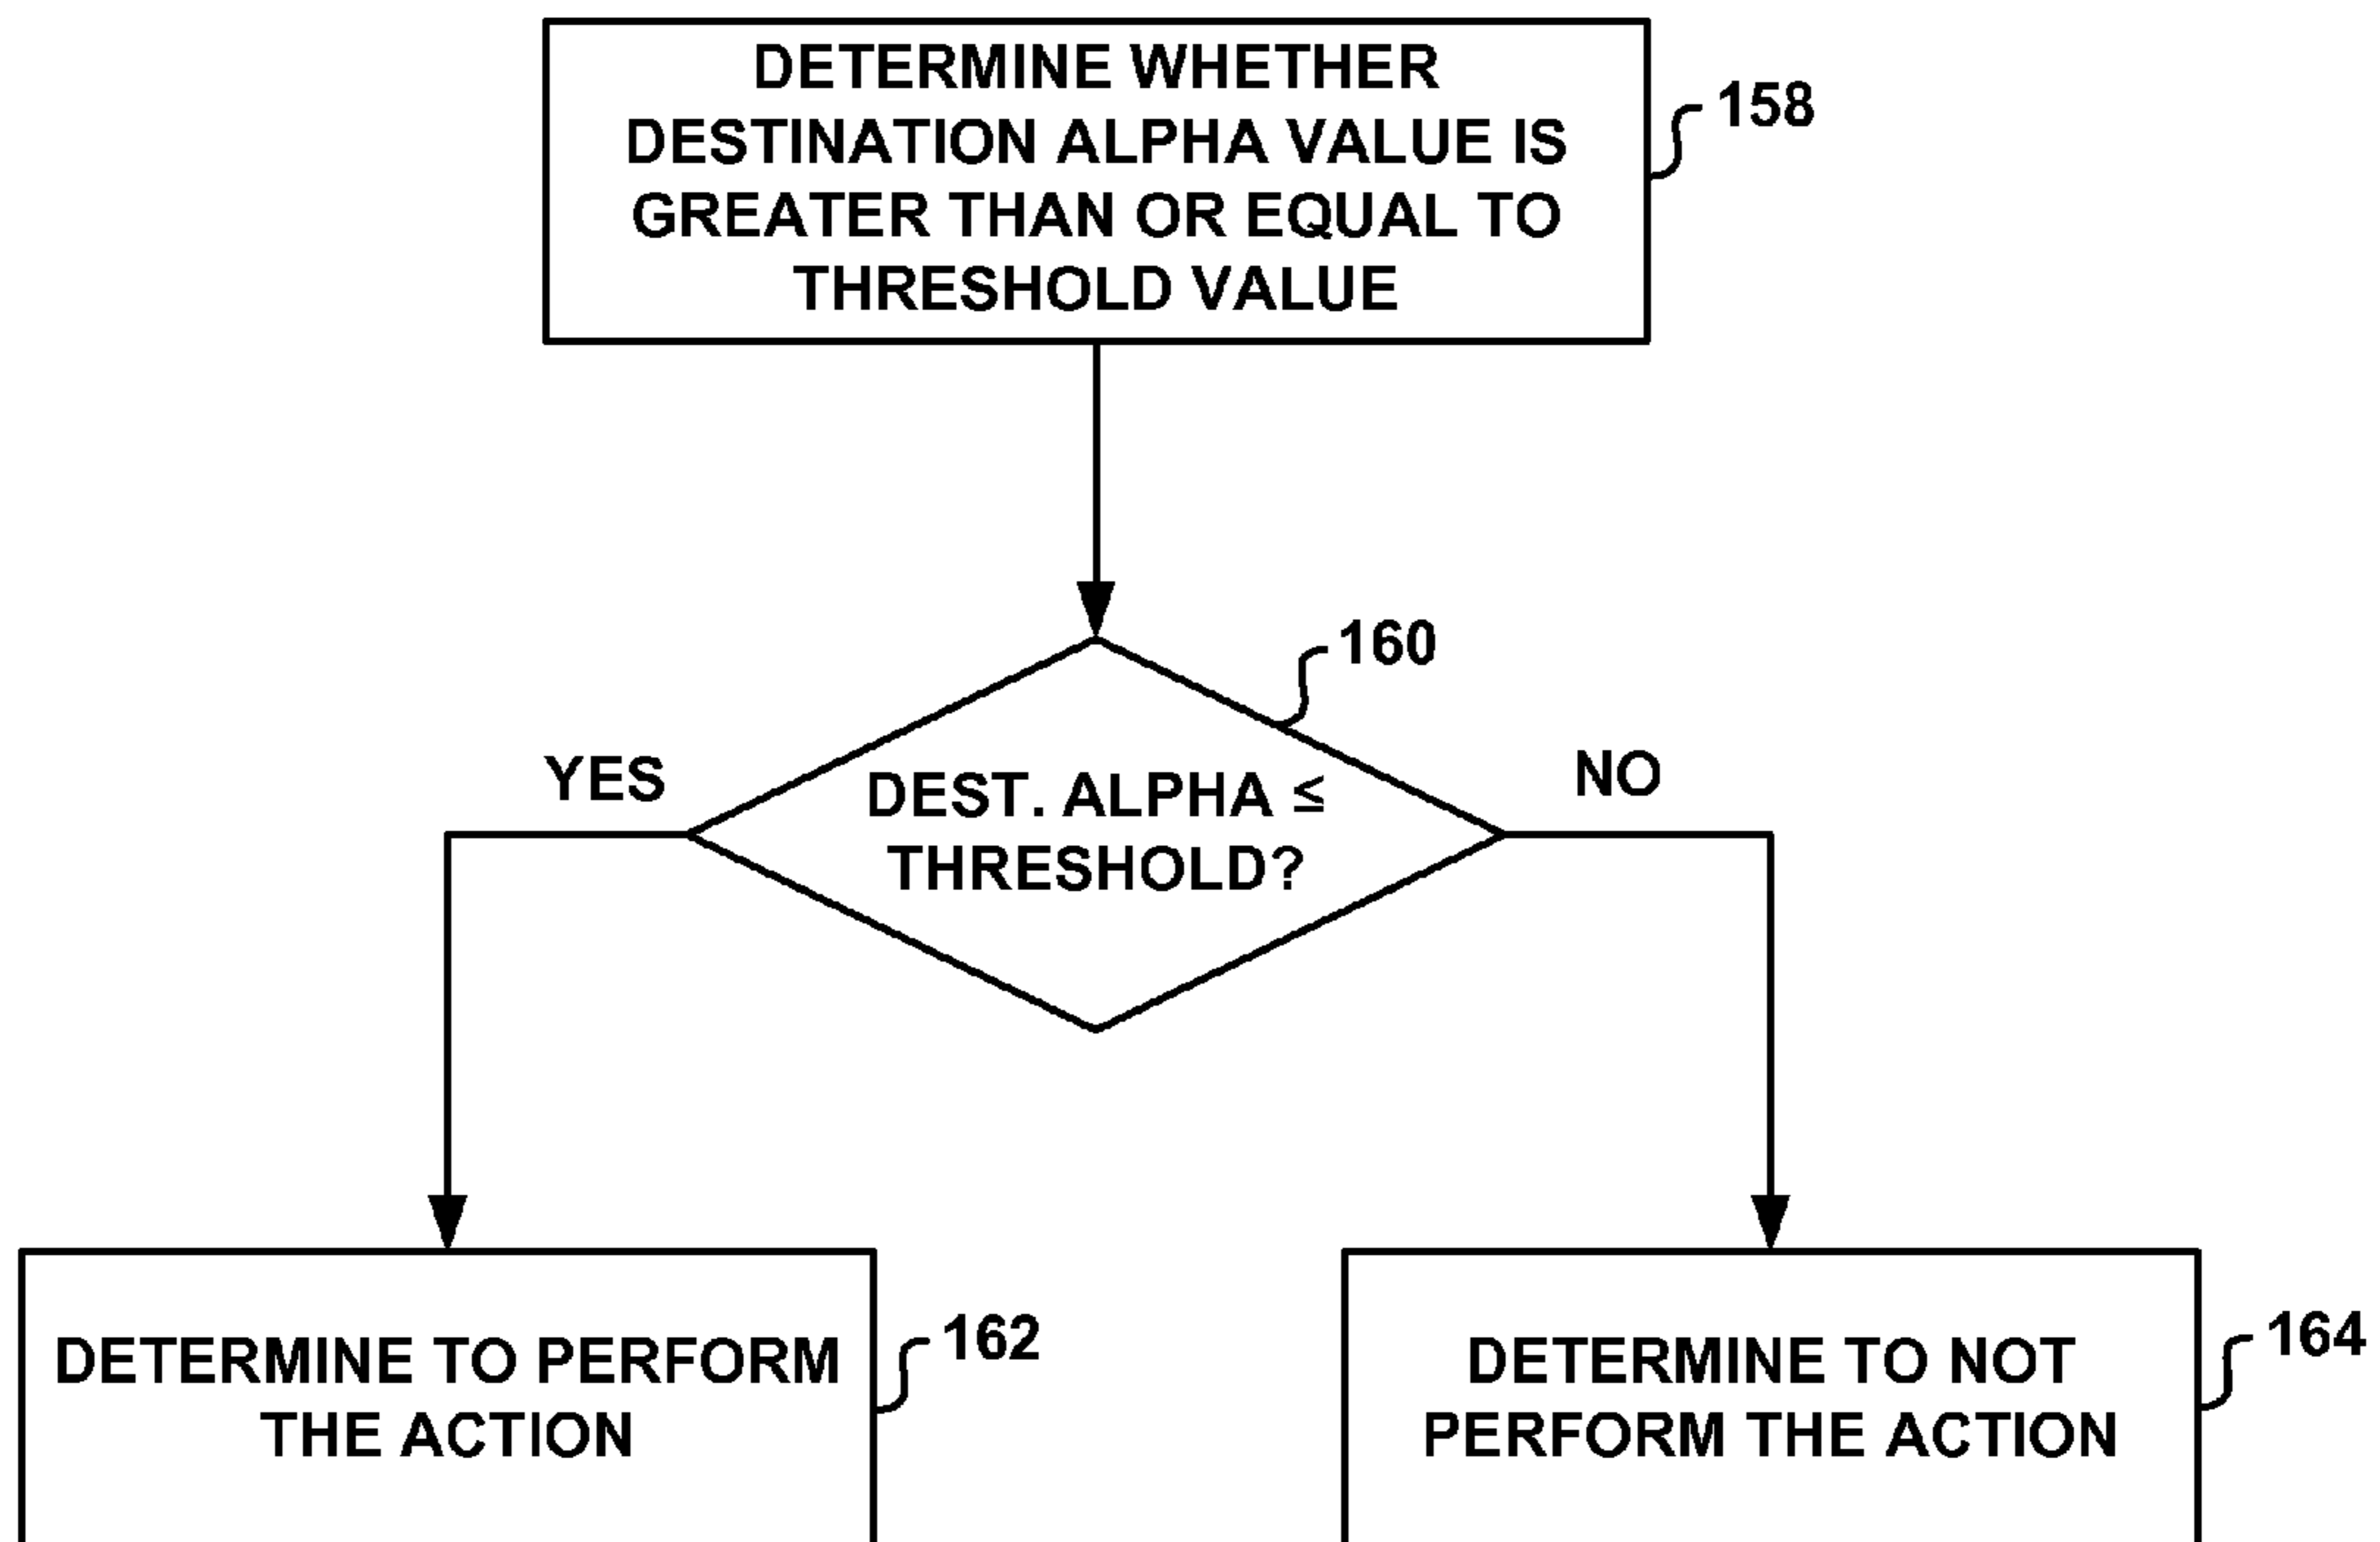 DETERMINE WHETHER
DESTINATION ALPHA VALUE IS
GREATER THAN OR EQUAL TO
THRESHOLD VALUE
158
160
YES
DEST. ALPHA ≤
THRESHOLD?
NO
DETERMINE TO PERFORM
THE ACTION
162
DETERMINE TO NOT
PERFORM THE ACTION
164